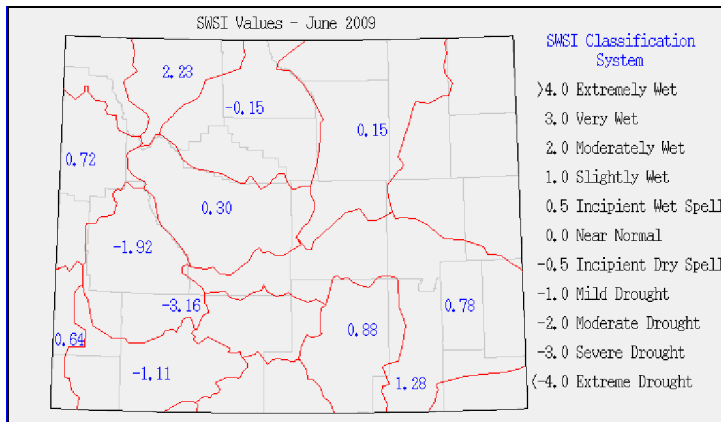 SWSI Values - June 2009
2.23
-0.15
0.15
0.72
0.30
-1.92
-3.16
0.78
0.88
0.64
-1.11
1.28
SWSI Classification
System
>4.0 Extremely Wet
3.0 Very Wet
2.0 Moderately Wet
1.0 Slightly Wet
0.5 Incipient Wet Spell
0.0 Near Normal
-0.5 Incipient Dry Spell
-1.0 Mild Drought
-2.0 Moderate Drought
-3.0 Severe Drought
<-4.0 Extreme Drought